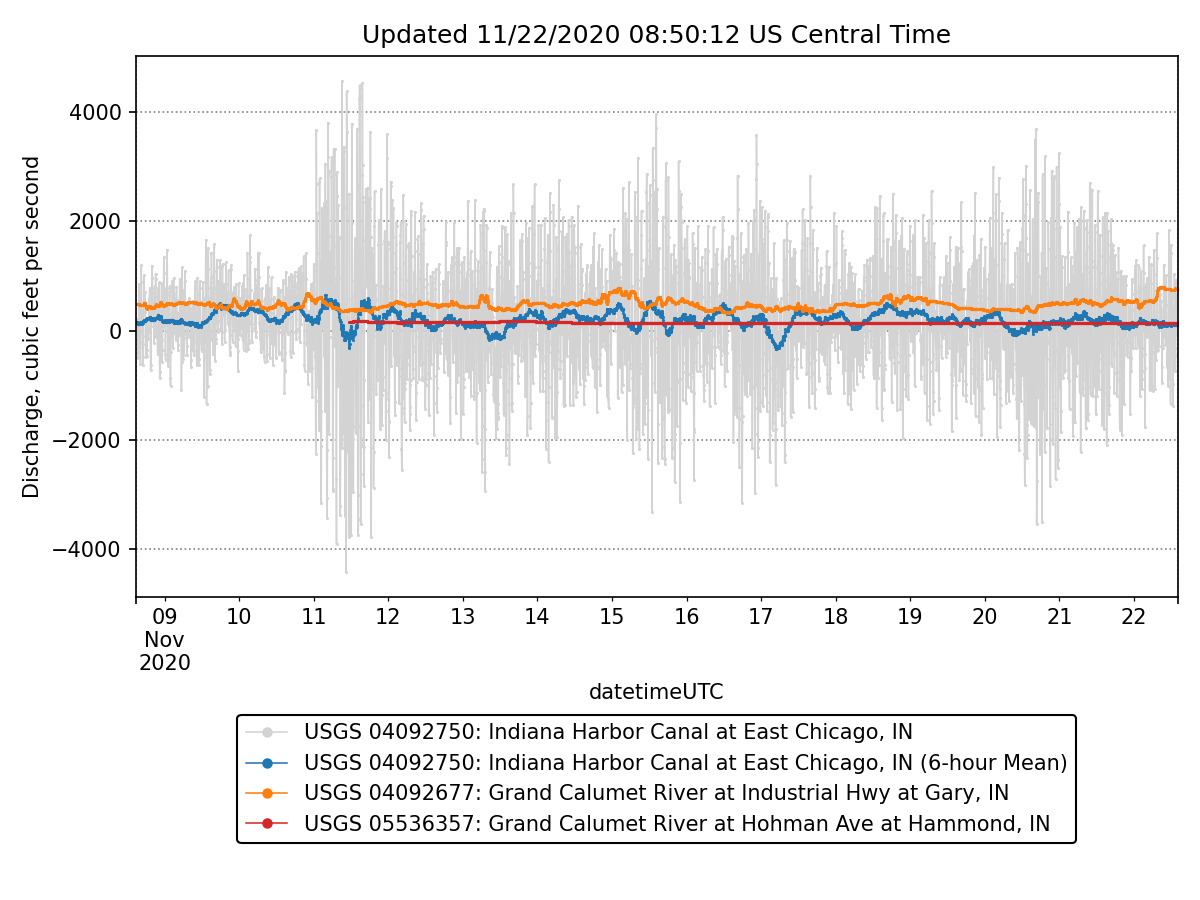 Updated 11/22/2020 08:50:12 US Central Time
Discharge, cubic feet per second
4000
2000
0
−2000
−4000
09 10 11 12 13 14 15 16 17 18 19 20 21 22
Nov
2020
datetimeUTC
USGS 04092750: Indiana Harbor Canal at East Chicago, IN
USGS 04092750: Indiana Harbor Canal at East Chicago, IN (6-hour Mean)
USGS 04092677: Grand Calumet River at Industrial Hwy at Gary, IN
USGS 05536357: Grand Calumet River at Hohman Ave at Hammond, IN